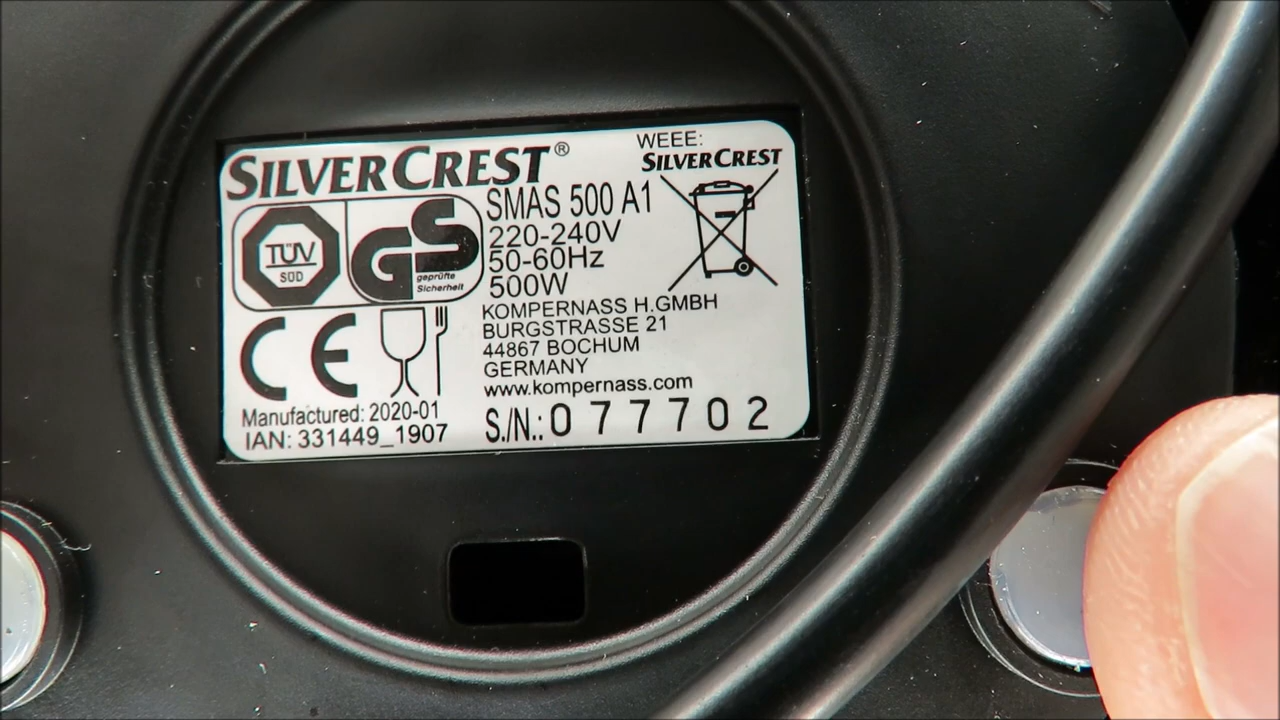 SILVERCREST®
WEEE:
SILVERCREST
TÜV
SÜD
GS
geprüfte
Sicherheit
SMAS 500 A1
220-240V
50-60Hz
500W
KOMPERNASS H.GMBH
BURGSTRASSE 21
44867 BOCHUM
GERMANY
www.kompernass.com
CE
Manufactured: 2020-01
IAN: 331449_1907
S./N.: 077702